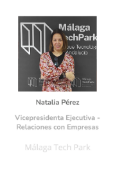 Málaga
TechPark
Natalia Pérez
Vicepresidenta Ejecutiva -
Relaciones con Empresas
Málaga Tech Park